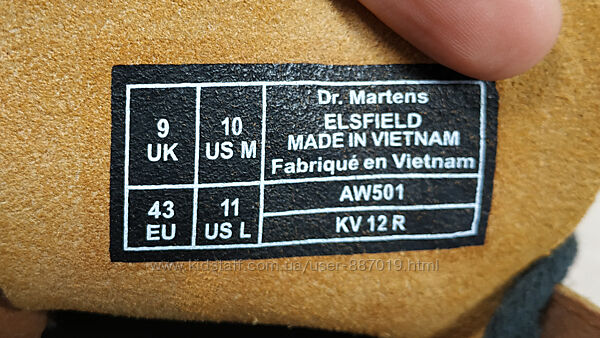 9
UK
10
US M
Dr. Martens
ELSFIELD
MADE IN VIETNAM
Fabriqué en Vietnam
43
EU
11
US L
AW501
KV 12 R
www.kidstaff.com.ua/user-887019.html